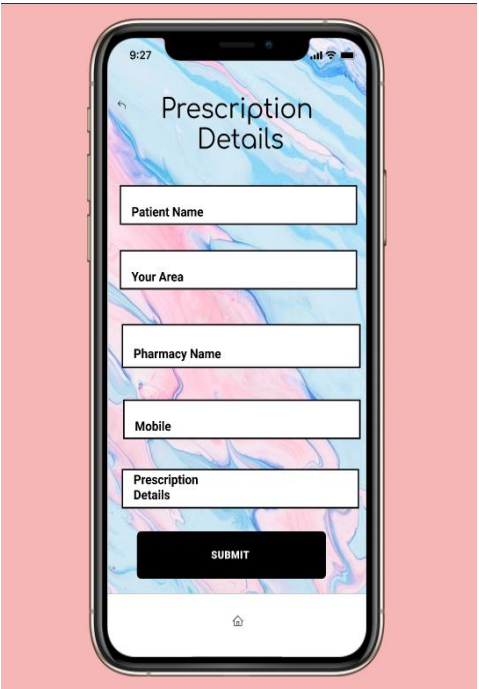 9:27
Prescription
Details
Patient Name
Your Area
Pharmacy Name
Mobile
Prescription
Details
SUBMIT